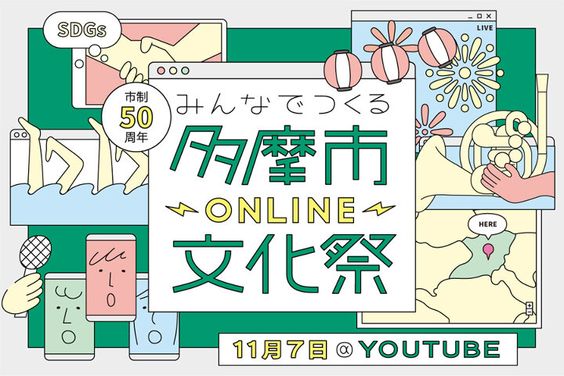 SDGs
LIVE
市制
50
周年
みんなでつくる
多摩市
ONLINE
文化祭
HERE
11月7日@YOUTUBE